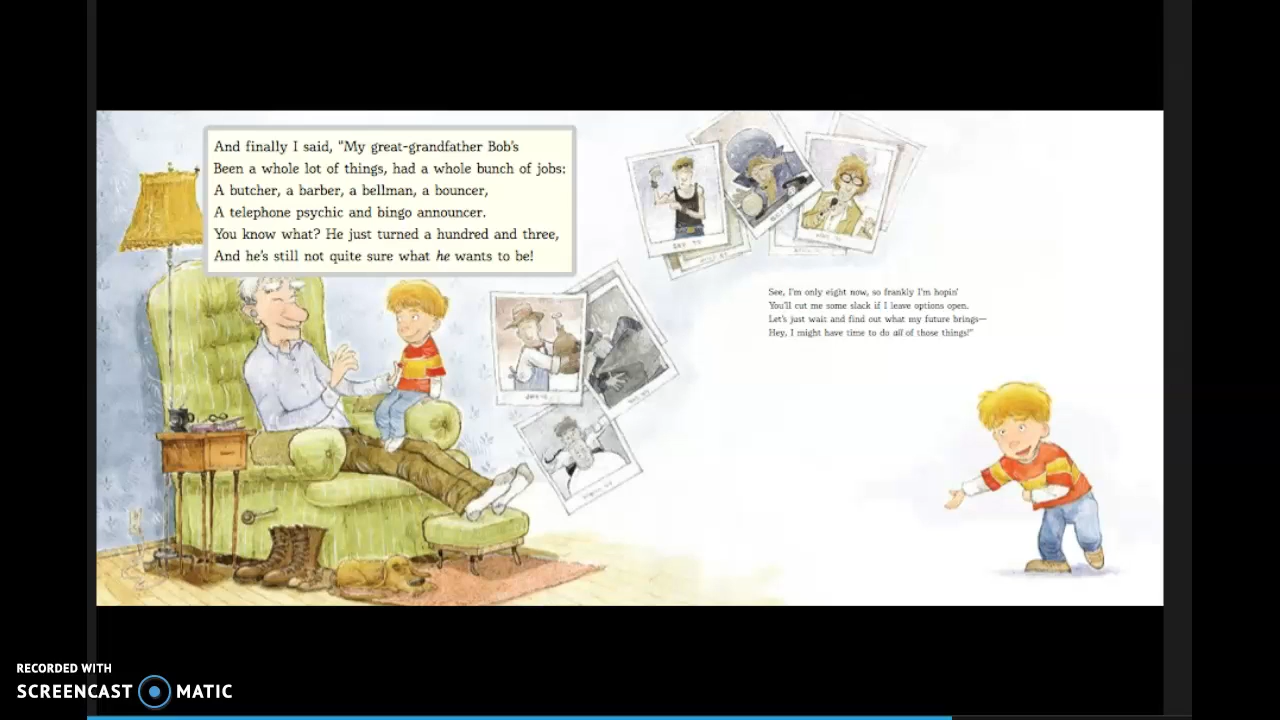 And finally I said, "My great-grandfather Bob's
Been a whole lot of things, had a whole bunch of jobs:
A butcher, a barber, a bellman, a bouncer,
A telephone psychic and bingo announcer.
You know what? He just turned a hundred and three,
And he's still not quite sure what he wants to be!
See, I'm only eight now, so frankly I'm hopin'
You'll cut me some slack if I leave options open.
Let's just wait and find out what my future brings—
Hey, I might have time to do all of those things!"
RECORDED WITH
SCREENCAST MATIC